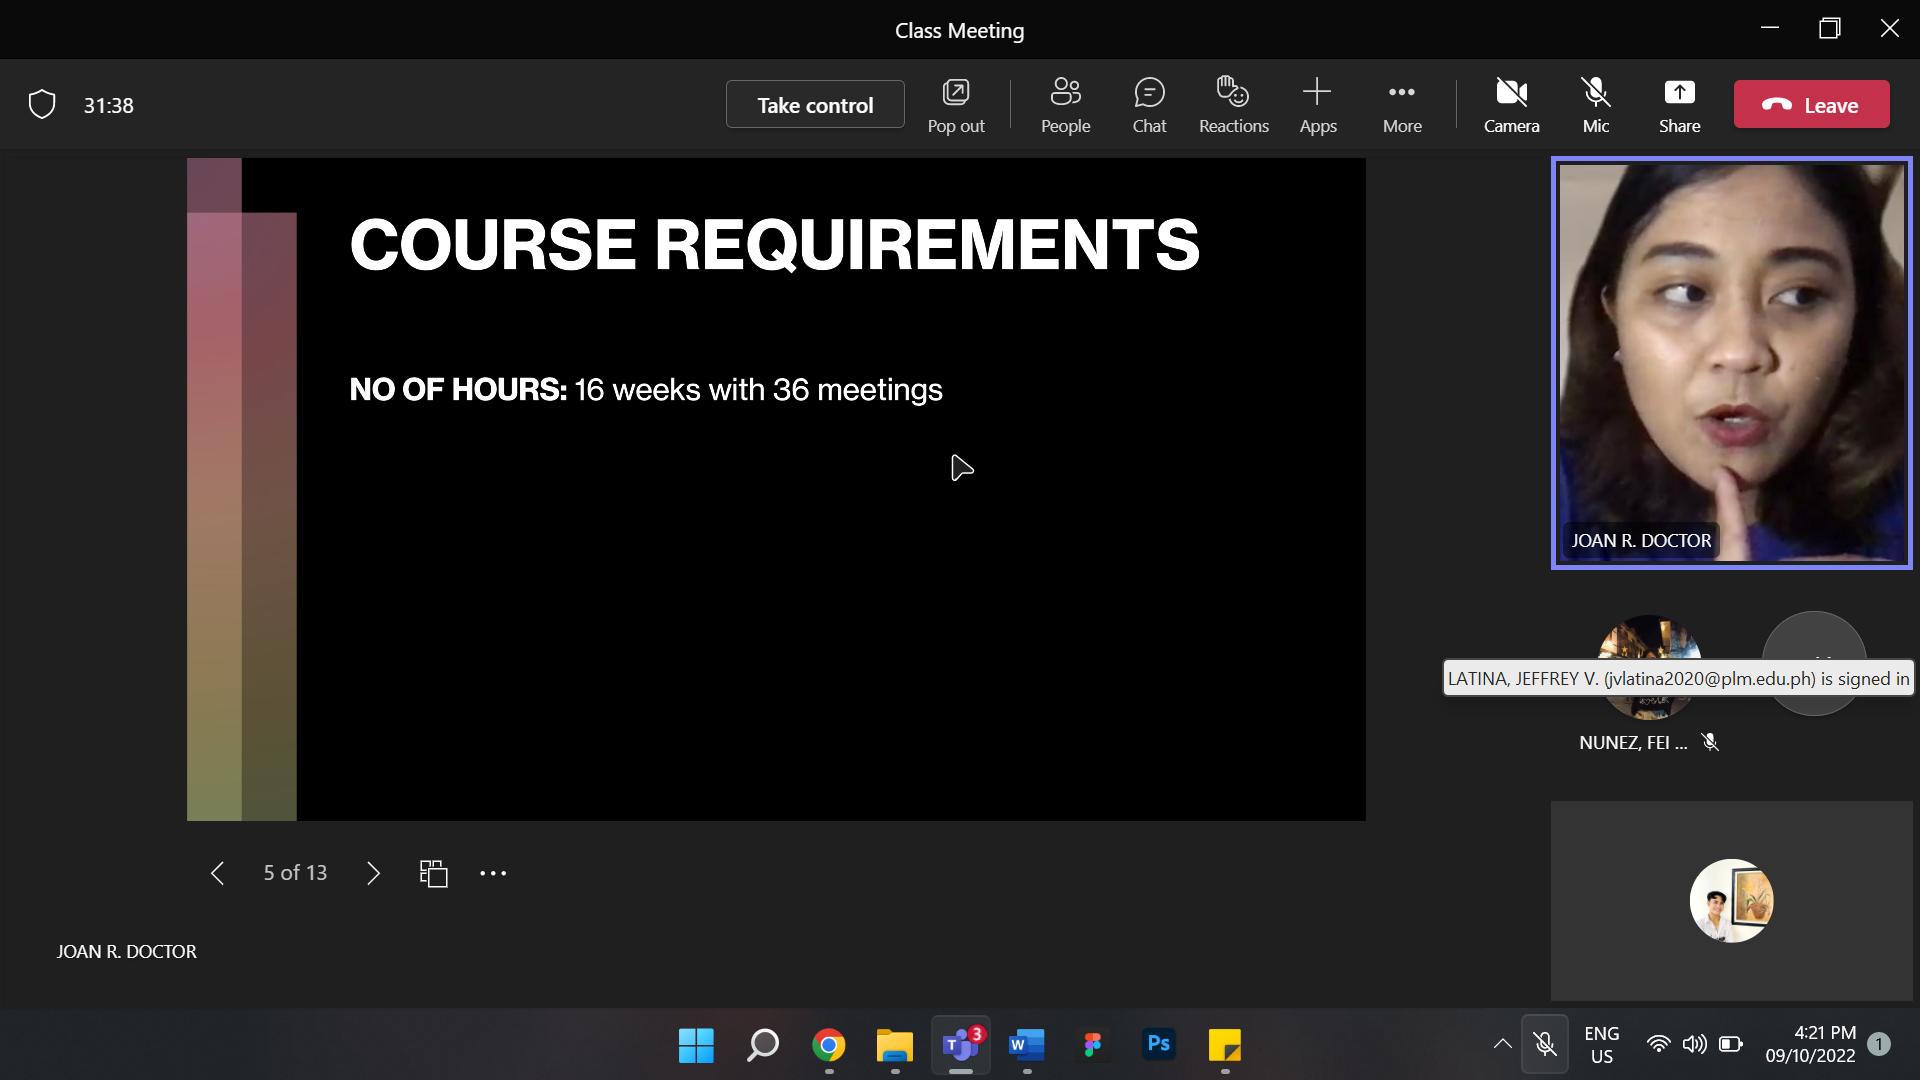 Class Meeting
31:38
Take control
Pop out
People
Chat
Reactions
Apps
More
Camera
Mic
Share
Leave
COURSE REQUIREMENTS
NO OF HOURS: 16 weeks with 36 meetings
JOAN R. DOCTOR
LATINA, JEFFREY V. (jvlatina2020@plm.edu.ph) is signed in
NUNEZ, FEI ...
5 of 13
JOAN R. DOCTOR
T
3
W
Ps
ENG
US
4:21 PM
09/10/2022
1